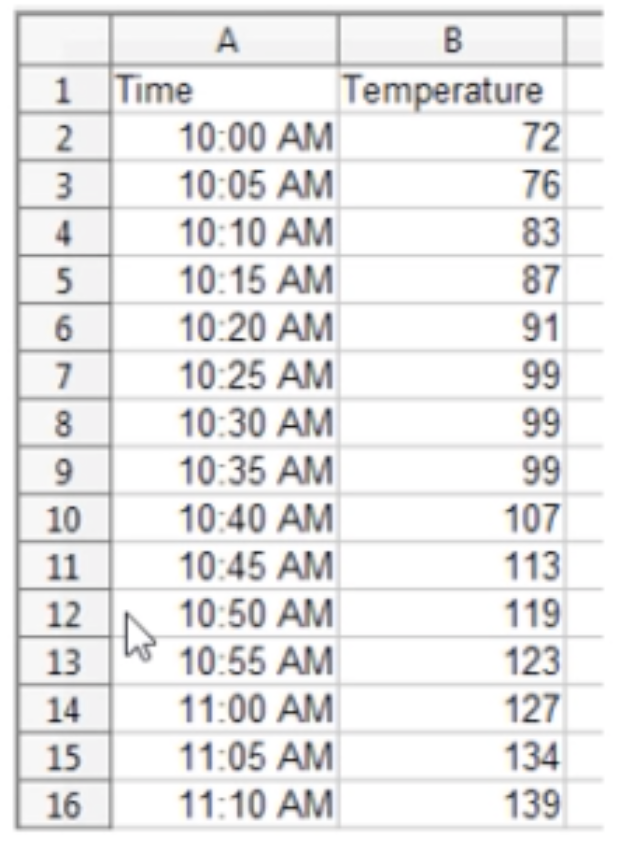 A B
1 Time Temperature
2 10:00 AM 72
3 10:05 AM 76
4 10:10 AM 83
5 10:15 AM 87
6 10:20 AM 91
7 10:25 AM 99
8 10:30 AM 99
9 10:35 AM 99
10 10:40 AM 107
11 10:45 AM 113
12 10:50 AM 119
13 10:55 AM 123
14 11:00 AM 127
15 11:05 AM 134
16 11:10 AM 139